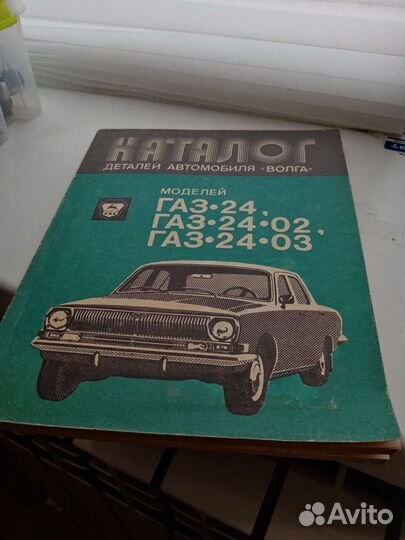 КАТАЛОГ
ДЕТАЛЕЙ АВТОМОБИЛЯ «ВОЛГА»
МОДЕЛЕЙ
ГАЗ·24,
ГАЗ·24·02,
ГАЗ·24·03
Avito